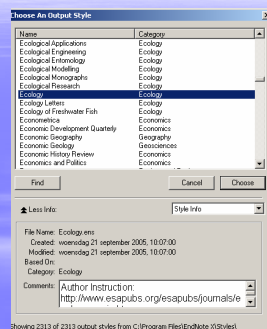 Choose An Output Style
Name Category
Ecological Applications Ecology
Ecological Engineering Ecology
Ecological Entomology Ecology
Ecological Modelling Ecology
Ecological Monographs Ecology
Ecological Research Ecology
Ecology Ecology
Ecology Letters Ecology
Ecology of Freshwater Fish Ecology
Econometrica Economics
Economic Development Quarterly Economics
Economic Geography Geography
Economic Geology Geosciences
Economic History Review Economics
Economics and Politics Economics
Find Cancel Choose
Less Info: Style Info
File Name: Ecology.ens
Created: woensdag 21 september 2005, 10:07:00
Modified: woensdag 21 september 2005, 10:07:00
Based On:
Category: Ecology
Comments: Author Instruction:
http://www.esapubs.org/esapubs/journals/e
Showing 2313 of 2313 output styles from C:\Program Files\EndNote X\Styles\